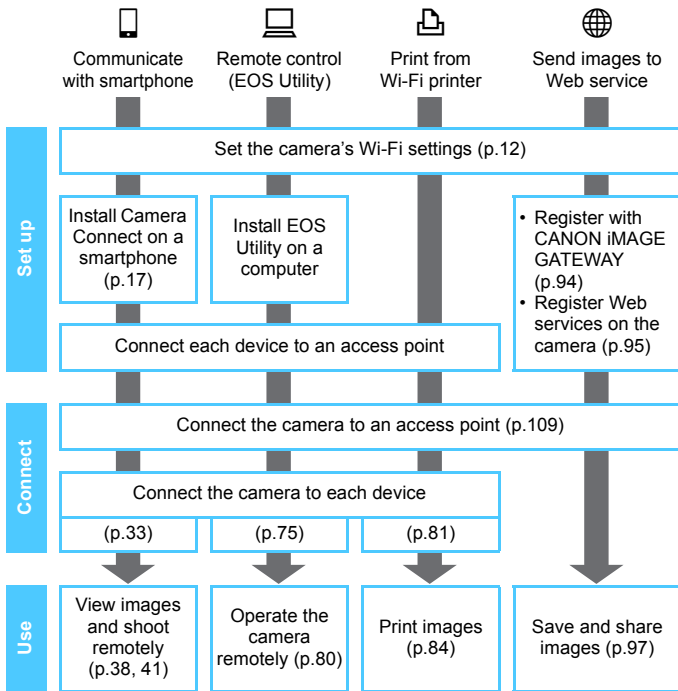 Communicate
with smartphone
Remote control
(EOS Utility)
Print from
Wi-Fi printer
Send images to
Web service
Set up
Set the camera's Wi-Fi settings (p.12)
Install Camera
Connect on a
smartphone
(p.17)
Install EOS
Utility on a
computer
• Register with
CANON iMAGE
GATEWAY
(p.94)
• Register Web
services on the
camera (p.95)
Connect each device to an access point
Connect
Connect the camera to an access point (p.109)
Connect the camera to each device
(p.33)
(p.75)
(p.81)
Use
View images
and shoot
remotely
(p.38, 41)
Operate the
camera
remotely (p.80)
Print images
(p.84)
Save and share
images (p.97)